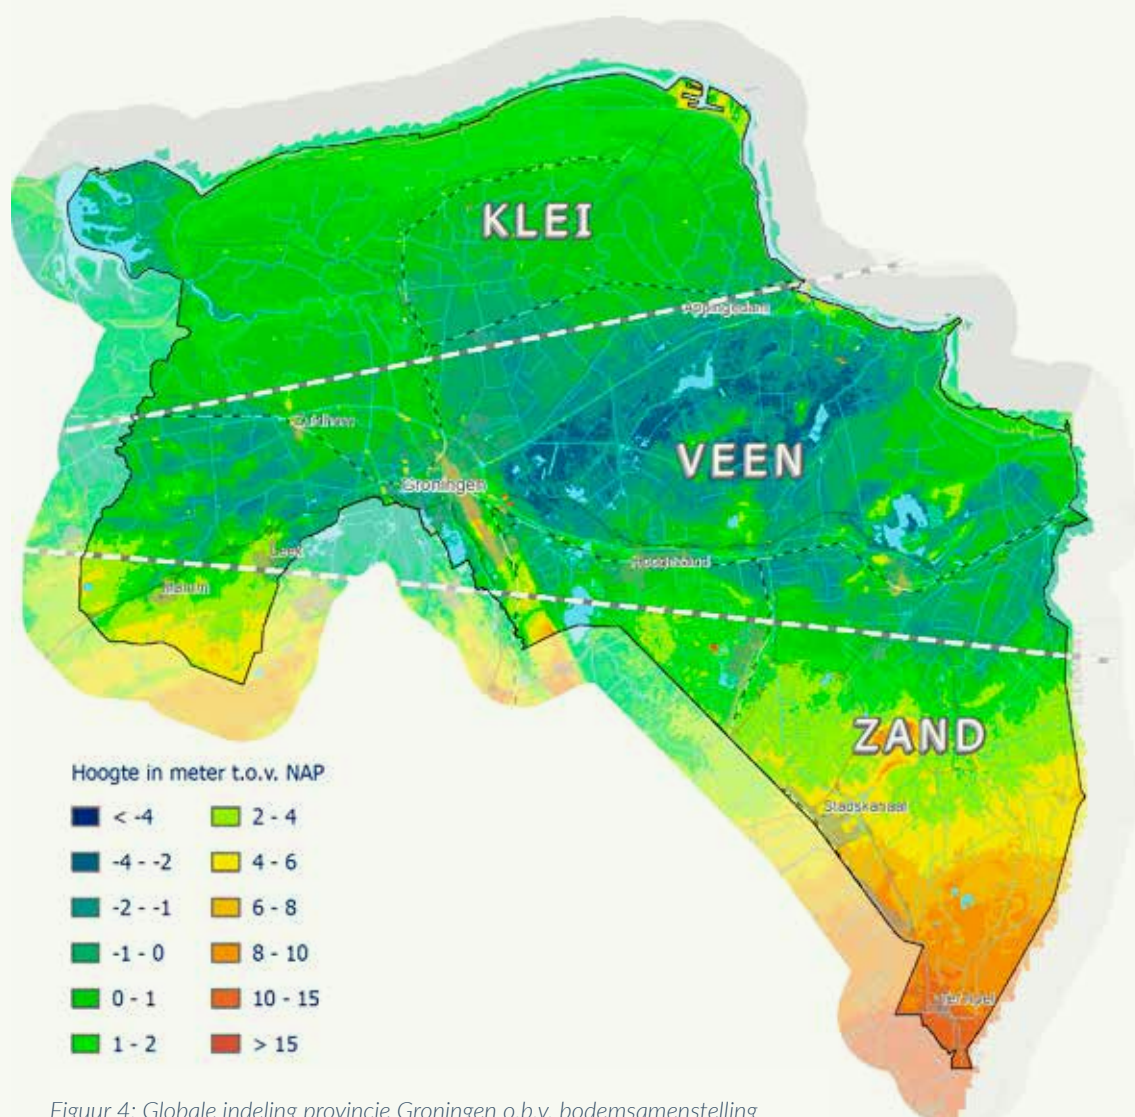 KLEI
Appingedam
Zuidhorn
VEEN
Groningen
Leek
Hoogezand
Marum
ZAND
Stadskanaal
Ter Apel
Hoogte in meter t.o.v. NAP
< -4
-4 - -2
-2 - -1
-1 - 0
0 - 1
1 - 2
2 - 4
4 - 6
6 - 8
8 - 10
10 - 15
> 15
Figuur 4: Globale indeling provincie Groningen o.b.v. bodemsamenstelling